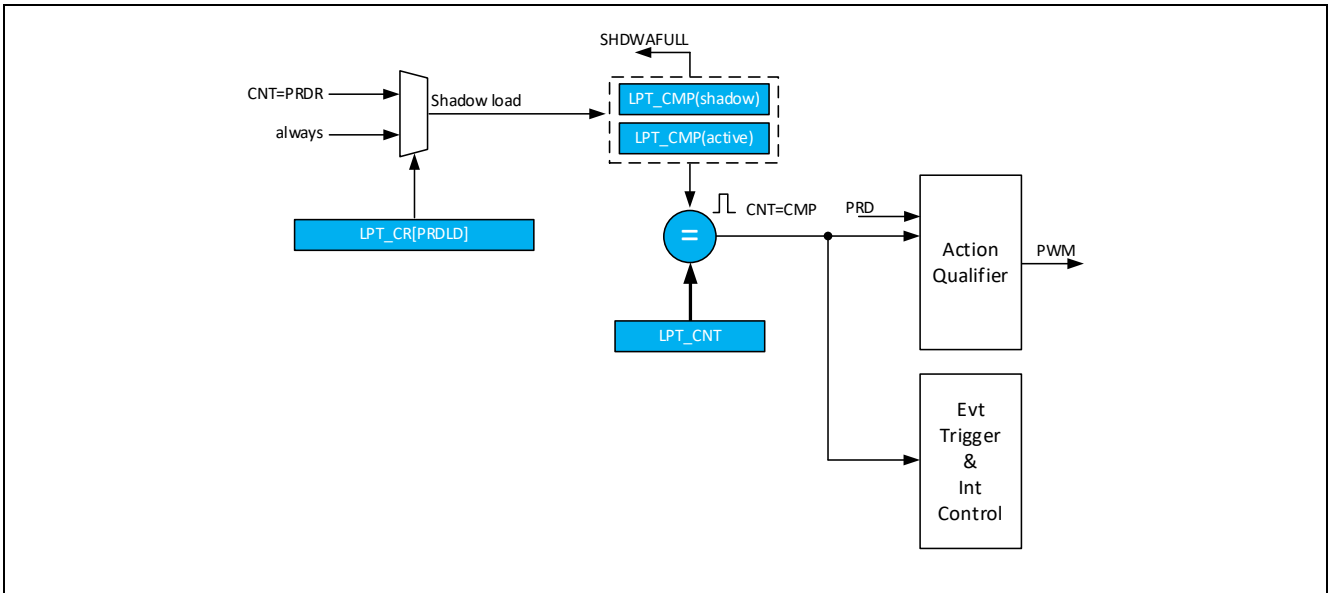 SHDWAFULL
CNT=PRDR
Shadow load
LPT_CMP(shadow)
always
LPT_CMP(active)
LPT_CR[PRDLD]
CNT=CMP
PRD
=
Action
Qualifier
PWM
LPT_CNT
Evt
Trigger
&
Int
Control